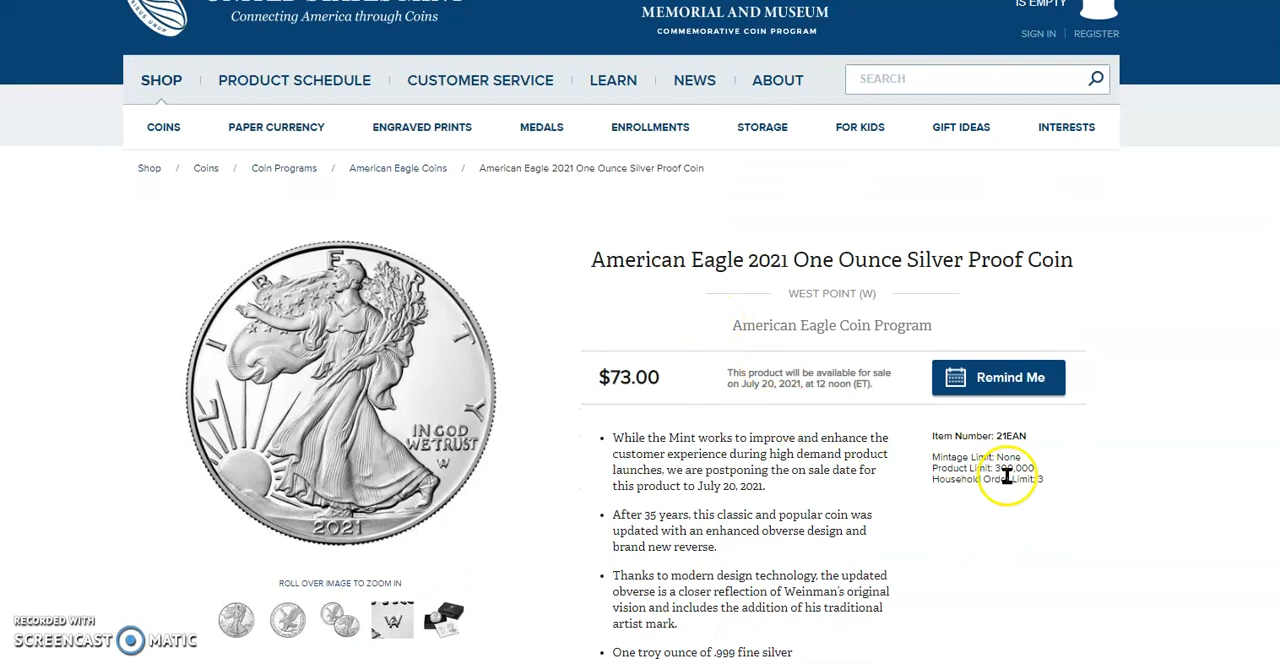 Connecting America through Coins
MEMORIAL AND MUSEUM
COMMEMORATIVE COIN PROGRAM
IS EMPTY
SIGN IN | REGISTER
SHOP
PRODUCT SCHEDULE
CUSTOMER SERVICE
LEARN
NEWS
ABOUT
SEARCH
COINS
PAPER CURRENCY
ENGRAVED PRINTS
MEDALS
ENROLLMENTS
STORAGE
FOR KIDS
GIFT IDEAS
INTERESTS
Shop / Coins / Coin Programs / American Eagle Coins / American Eagle 2021 One Ounce Silver Proof Coin
LIBERTY
IN GOD
WE TRUST
W
2021
ROLL OVER IMAGE TO ZOOM IN
W
American Eagle 2021 One Ounce Silver Proof Coin
WEST POINT (W)
American Eagle Coin Program
$73.00
This product will be available for sale
on July 20, 2021, at 12 noon (ET).
Remind Me
• While the Mint works to improve and enhance the
customer experience during high demand product
launches, we are postponing the on sale date for
this product to July 20, 2021.
• After 35 years, this classic and popular coin was
updated with an enhanced obverse design and
brand new reverse.
• Thanks to modern design technology, the updated
obverse is a closer reflection of Weinman's original
vision and includes the addition of his traditional
artist mark.
• One troy ounce of .999 fine silver
Item Number: 21EAN
Mintage Limit: None
Product Limit: 300,000
Household Order Limit: 3
RECORDED WITH
SCREENCAST MATIC